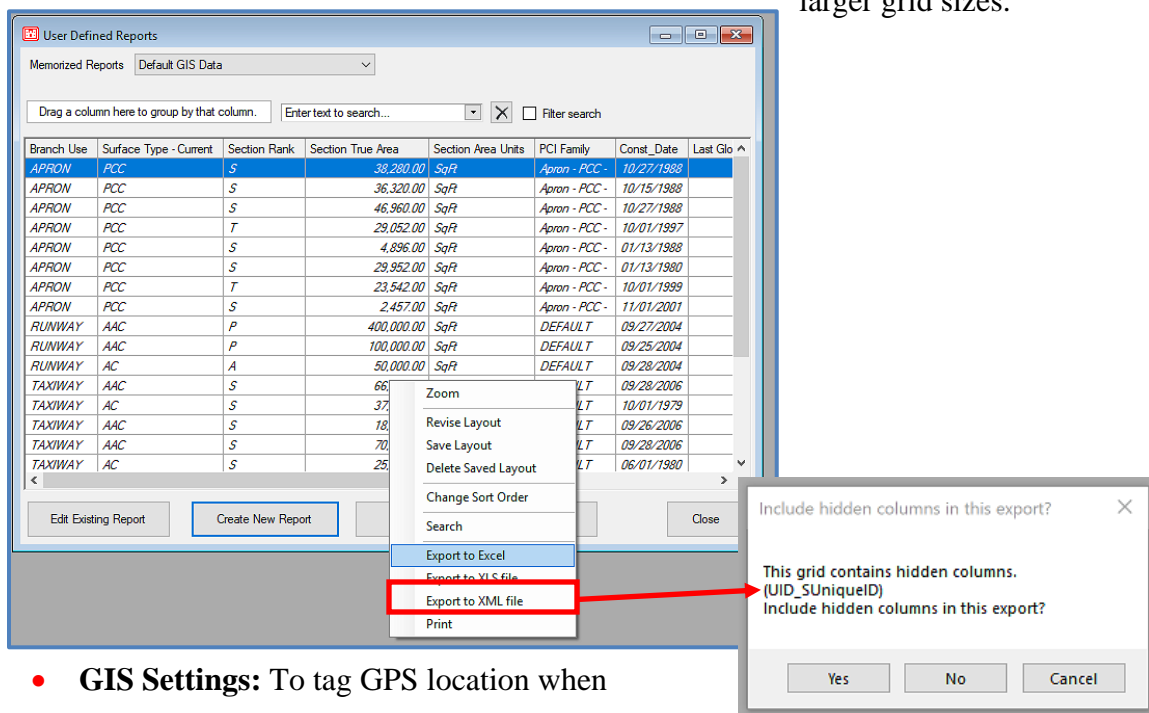 larger grid sizes.
User Defined Reports
Memorized Reports Default GIS Data
Drag a column here to group by that column. Enter text to search... Filter search
Branch Use Surface Type - Current Section Rank Section True Area Section Area Units PCI Family Const_Date Last Glo
APRON PCC S 38,280.00 SqFt Apron - PCC - 10/27/1988
APRON PCC S 36,320.00 SqFt Apron - PCC - 10/15/1988
APRON PCC S 46,960.00 SqFt Apron - PCC - 10/27/1988
APRON PCC T 29,052.00 SqFt Apron - PCC - 10/01/1997
APRON PCC S 4,896.00 SqFt Apron - PCC - 01/13/1988
APRON PCC S 29,952.00 SqFt Apron - PCC - 01/13/1980
APRON PCC T 23,542.00 SqFt Apron - PCC - 10/01/1999
APRON PCC S 2,457.00 SqFt Apron - PCC - 11/01/2001
RUNWAY AAC P 400,000.00 SqFt DEFAULT 09/27/2004
RUNWAY AAC P 100,000.00 SqFt DEFAULT 09/25/2004
RUNWAY AC A 50,000.00 SqFt DEFAULT 09/28/2004
TAXIWAY AAC S 66, LT 09/28/2006
TAXIWAY AC S 37, LT 10/01/1979
TAXIWAY AAC S 18, LT 09/26/2006
TAXIWAY AAC S 70, LT 09/28/2006
TAXIWAY AC S 25, LT 06/01/1980
Zoom
Revise Layout
Save Layout
Delete Saved Layout
Change Sort Order
Search
Export to Excel
Export to XLS file
Export to XML file
Print
Edit Existing Report Create New Report Close
Include hidden columns in this export?
This grid contains hidden columns.
(UID_SUniqueID)
Include hidden columns in this export?
Yes No Cancel
• GIS Settings: To tag GPS location when